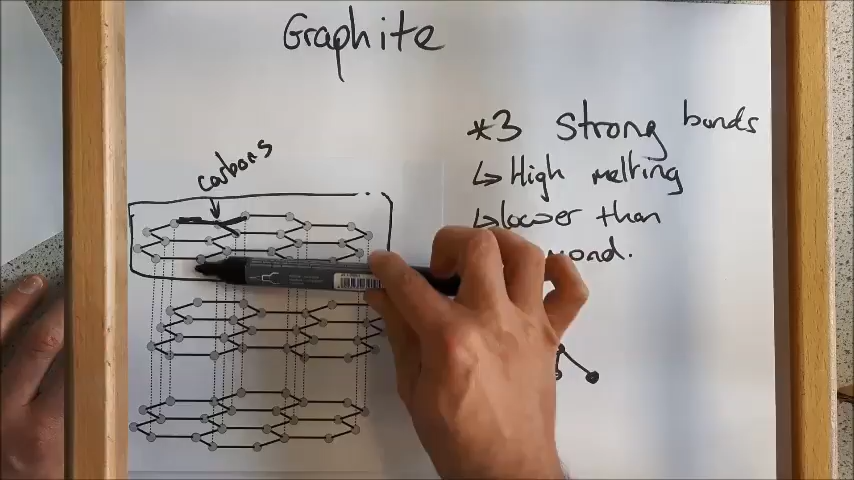 Graphite
*3 Strong bonds
↳ High melting
↳ lower than
carbons